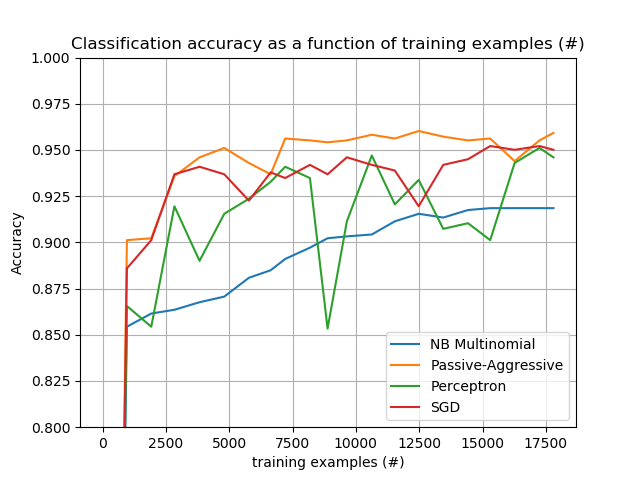 Classification accuracy as a function of training examples (#)
1.000
0.975
0.950
0.925
0.900
0.875
0.850
0.825
0.800
Accuracy
NB Multinomial
Passive-Aggressive
Perceptron
SGD
0 2500 5000 7500 10000 12500 15000 17500
training examples (#)